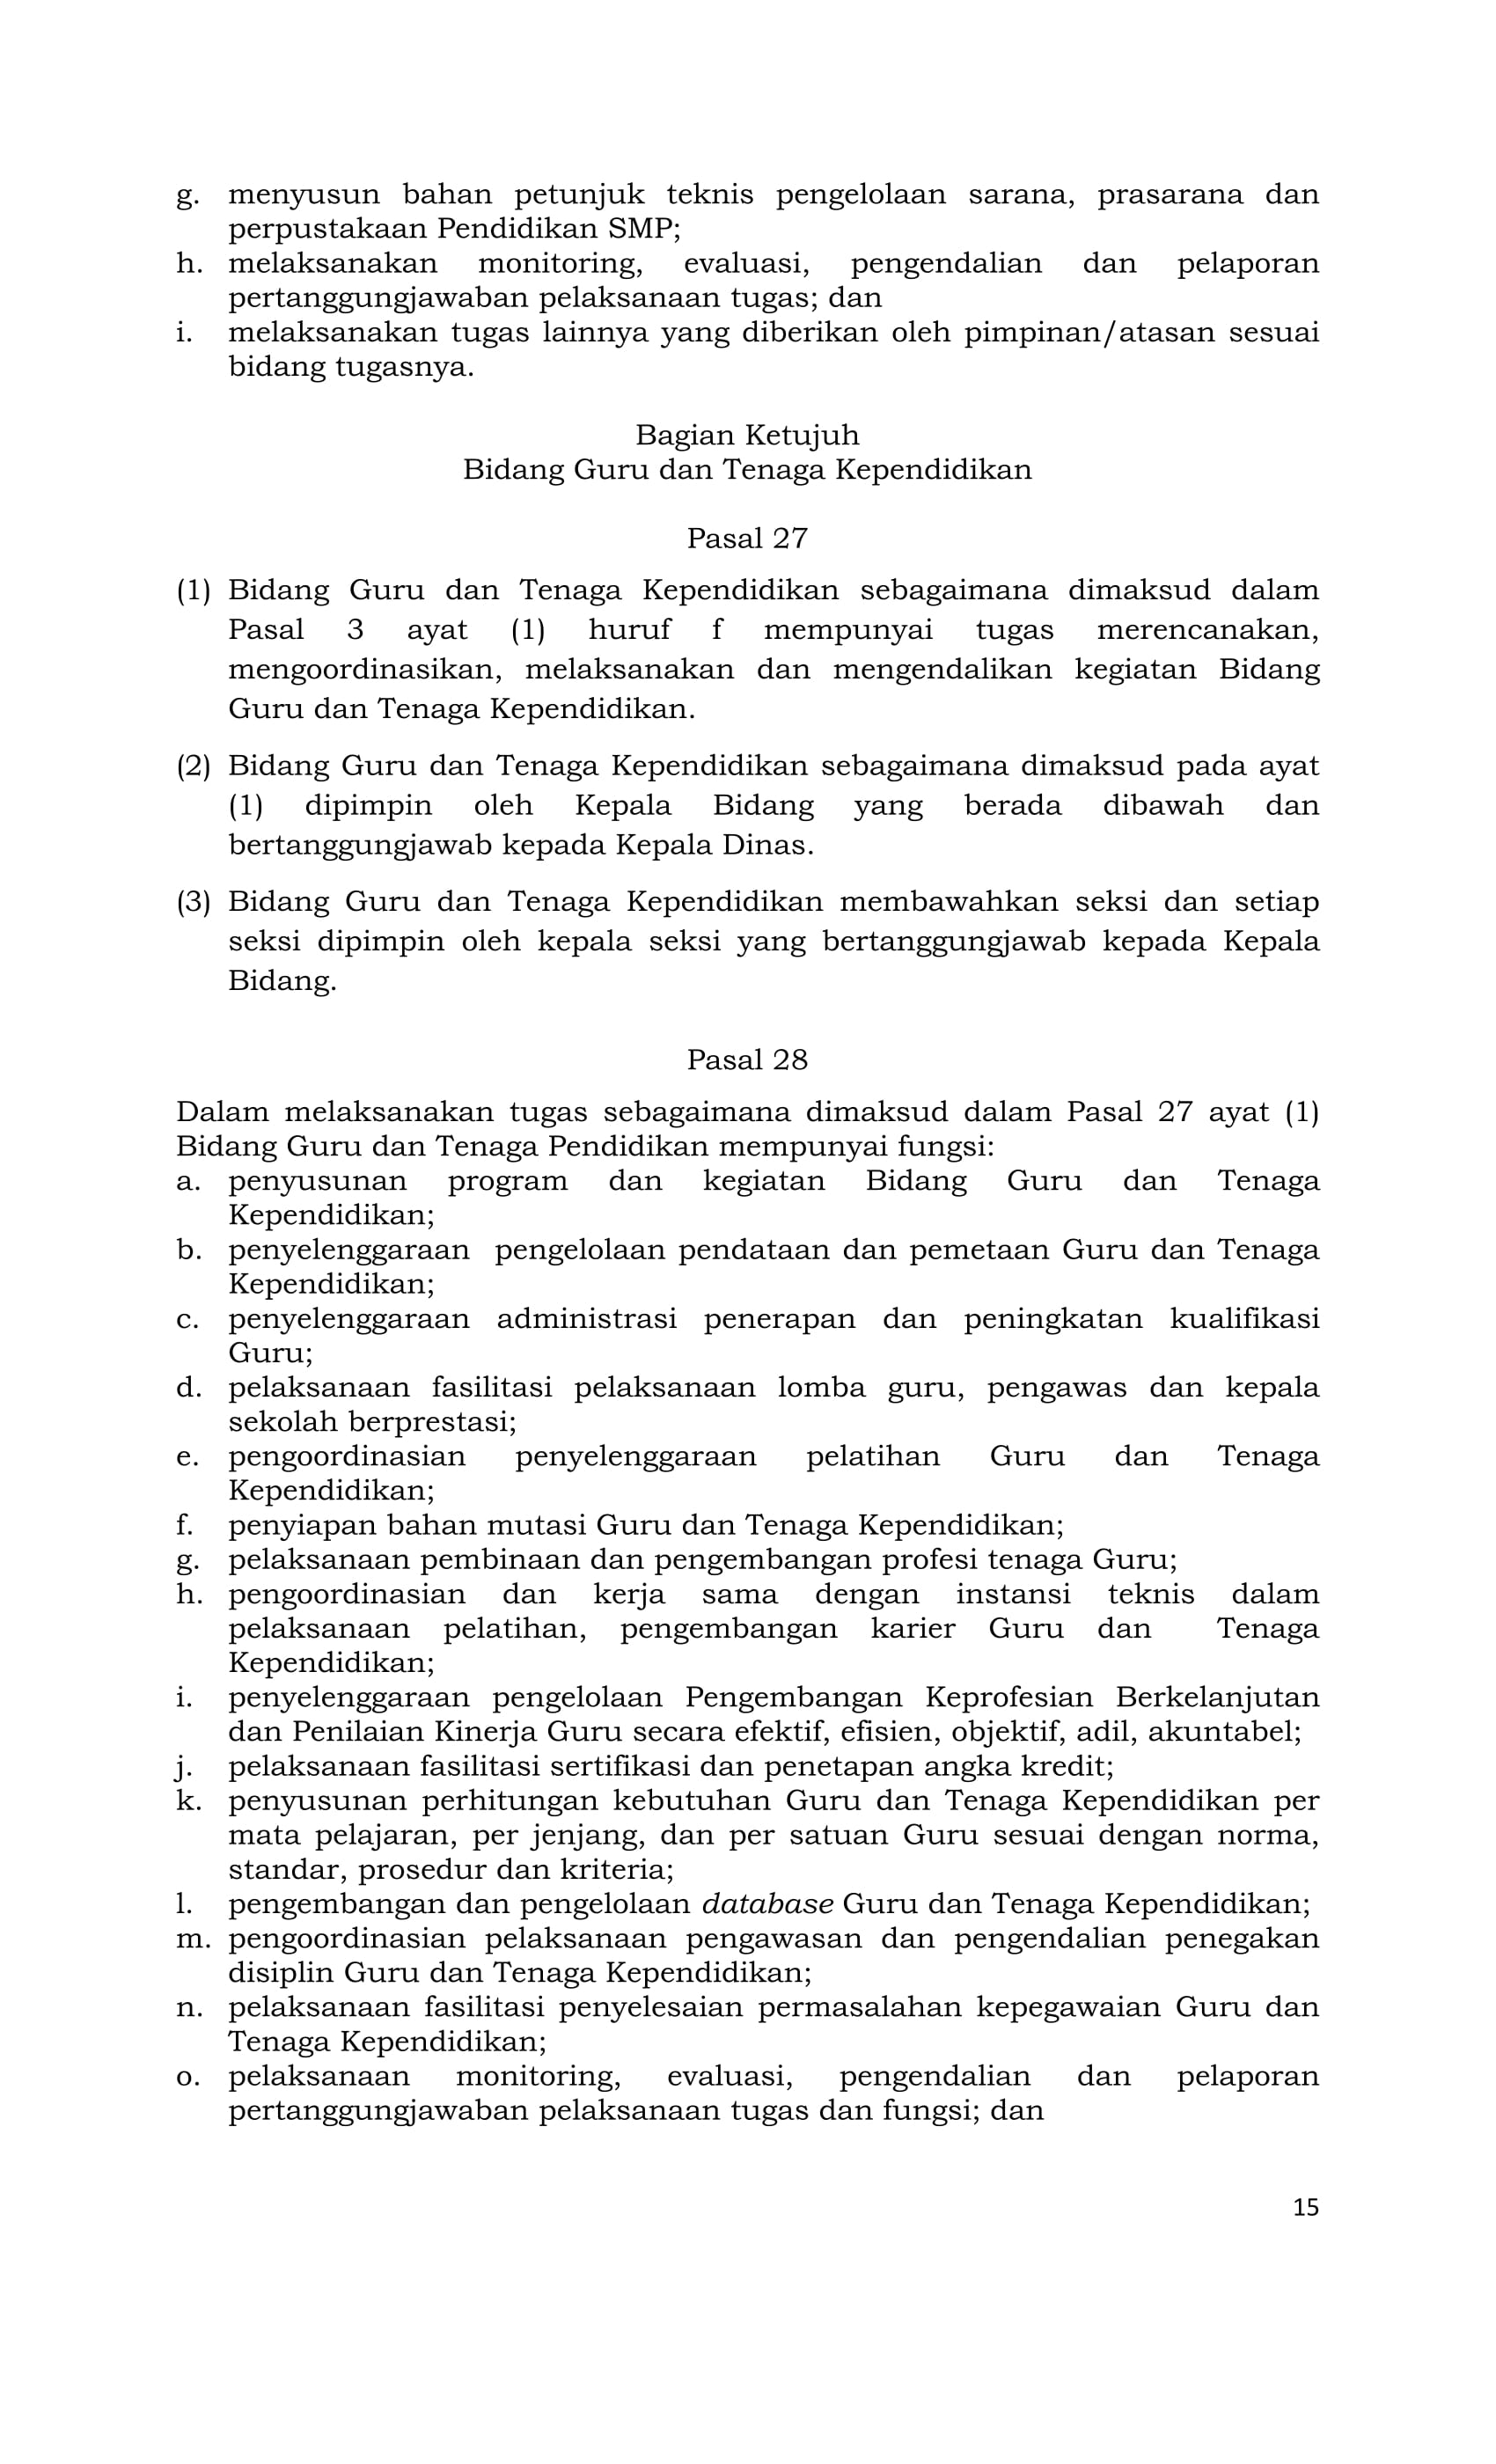 g. menyusun bahan petunjuk teknis pengelolaan sarana, prasarana dan
perpustakaan Pendidikan SMP;
h. melaksanakan monitoring, evaluasi, pengendalian dan pelaporan
pertanggungjawaban pelaksanaan tugas; dan
i. melaksanakan tugas lainnya yang diberikan oleh pimpinan/atasan sesuai
bidang tugasnya.
Bagian Ketujuh
Bidang Guru dan Tenaga Kependidikan
Pasal 27
(1) Bidang Guru dan Tenaga Kependidikan sebagaimana dimaksud dalam
Pasal 3 ayat (1) huruf f mempunyai tugas merencanakan,
mengoordinasikan, melaksanakan dan mengendalikan kegiatan Bidang
Guru dan Tenaga Kependidikan.
(2) Bidang Guru dan Tenaga Kependidikan sebagaimana dimaksud pada ayat
(1) dipimpin oleh Kepala Bidang yang berada dibawah dan
bertanggungjawab kepada Kepala Dinas.
(3) Bidang Guru dan Tenaga Kependidikan membawahkan seksi dan setiap
seksi dipimpin oleh kepala seksi yang bertanggungjawab kepada Kepala
Bidang.
Pasal 28
Dalam melaksanakan tugas sebagaimana dimaksud dalam Pasal 27 ayat (1)
Bidang Guru dan Tenaga Pendidikan mempunyai fungsi:
a. penyusunan program dan kegiatan Bidang Guru dan Tenaga
Kependidikan;
b. penyelenggaraan pengelolaan pendataan dan pemetaan Guru dan Tenaga
Kependidikan;
c. penyelenggaraan administrasi penerapan dan peningkatan kualifikasi
Guru;
d. pelaksanaan fasilitasi pelaksanaan lomba guru, pengawas dan kepala
sekolah berprestasi;
e. pengoordinasian penyelenggaraan pelatihan Guru dan Tenaga
Kependidikan;
f. penyiapan bahan mutasi Guru dan Tenaga Kependidikan;
g. pelaksanaan pembinaan dan pengembangan profesi tenaga Guru;
h. pengoordinasian dan kerja sama dengan instansi teknis dalam
pelaksanaan pelatihan, pengembangan karier Guru dan Tenaga
Kependidikan;
i. penyelenggaraan pengelolaan Pengembangan Keprofesian Berkelanjutan
dan Penilaian Kinerja Guru secara efektif, efisien, objektif, adil, akuntabel;
j. pelaksanaan fasilitasi sertifikasi dan penetapan angka kredit;
k. penyusunan perhitungan kebutuhan Guru dan Tenaga Kependidikan per
mata pelajaran, per jenjang, dan per satuan Guru sesuai dengan norma,
standar, prosedur dan kriteria;
l. pengembangan dan pengelolaan database Guru dan Tenaga Kependidikan;
m. pengoordinasian pelaksanaan pengawasan dan pengendalian penegakan
disiplin Guru dan Tenaga Kependidikan;
n. pelaksanaan fasilitasi penyelesaian permasalahan kepegawaian Guru dan
Tenaga Kependidikan;
o. pelaksanaan monitoring, evaluasi, pengendalian dan pelaporan
pertanggungjawaban pelaksanaan tugas dan fungsi; dan
15